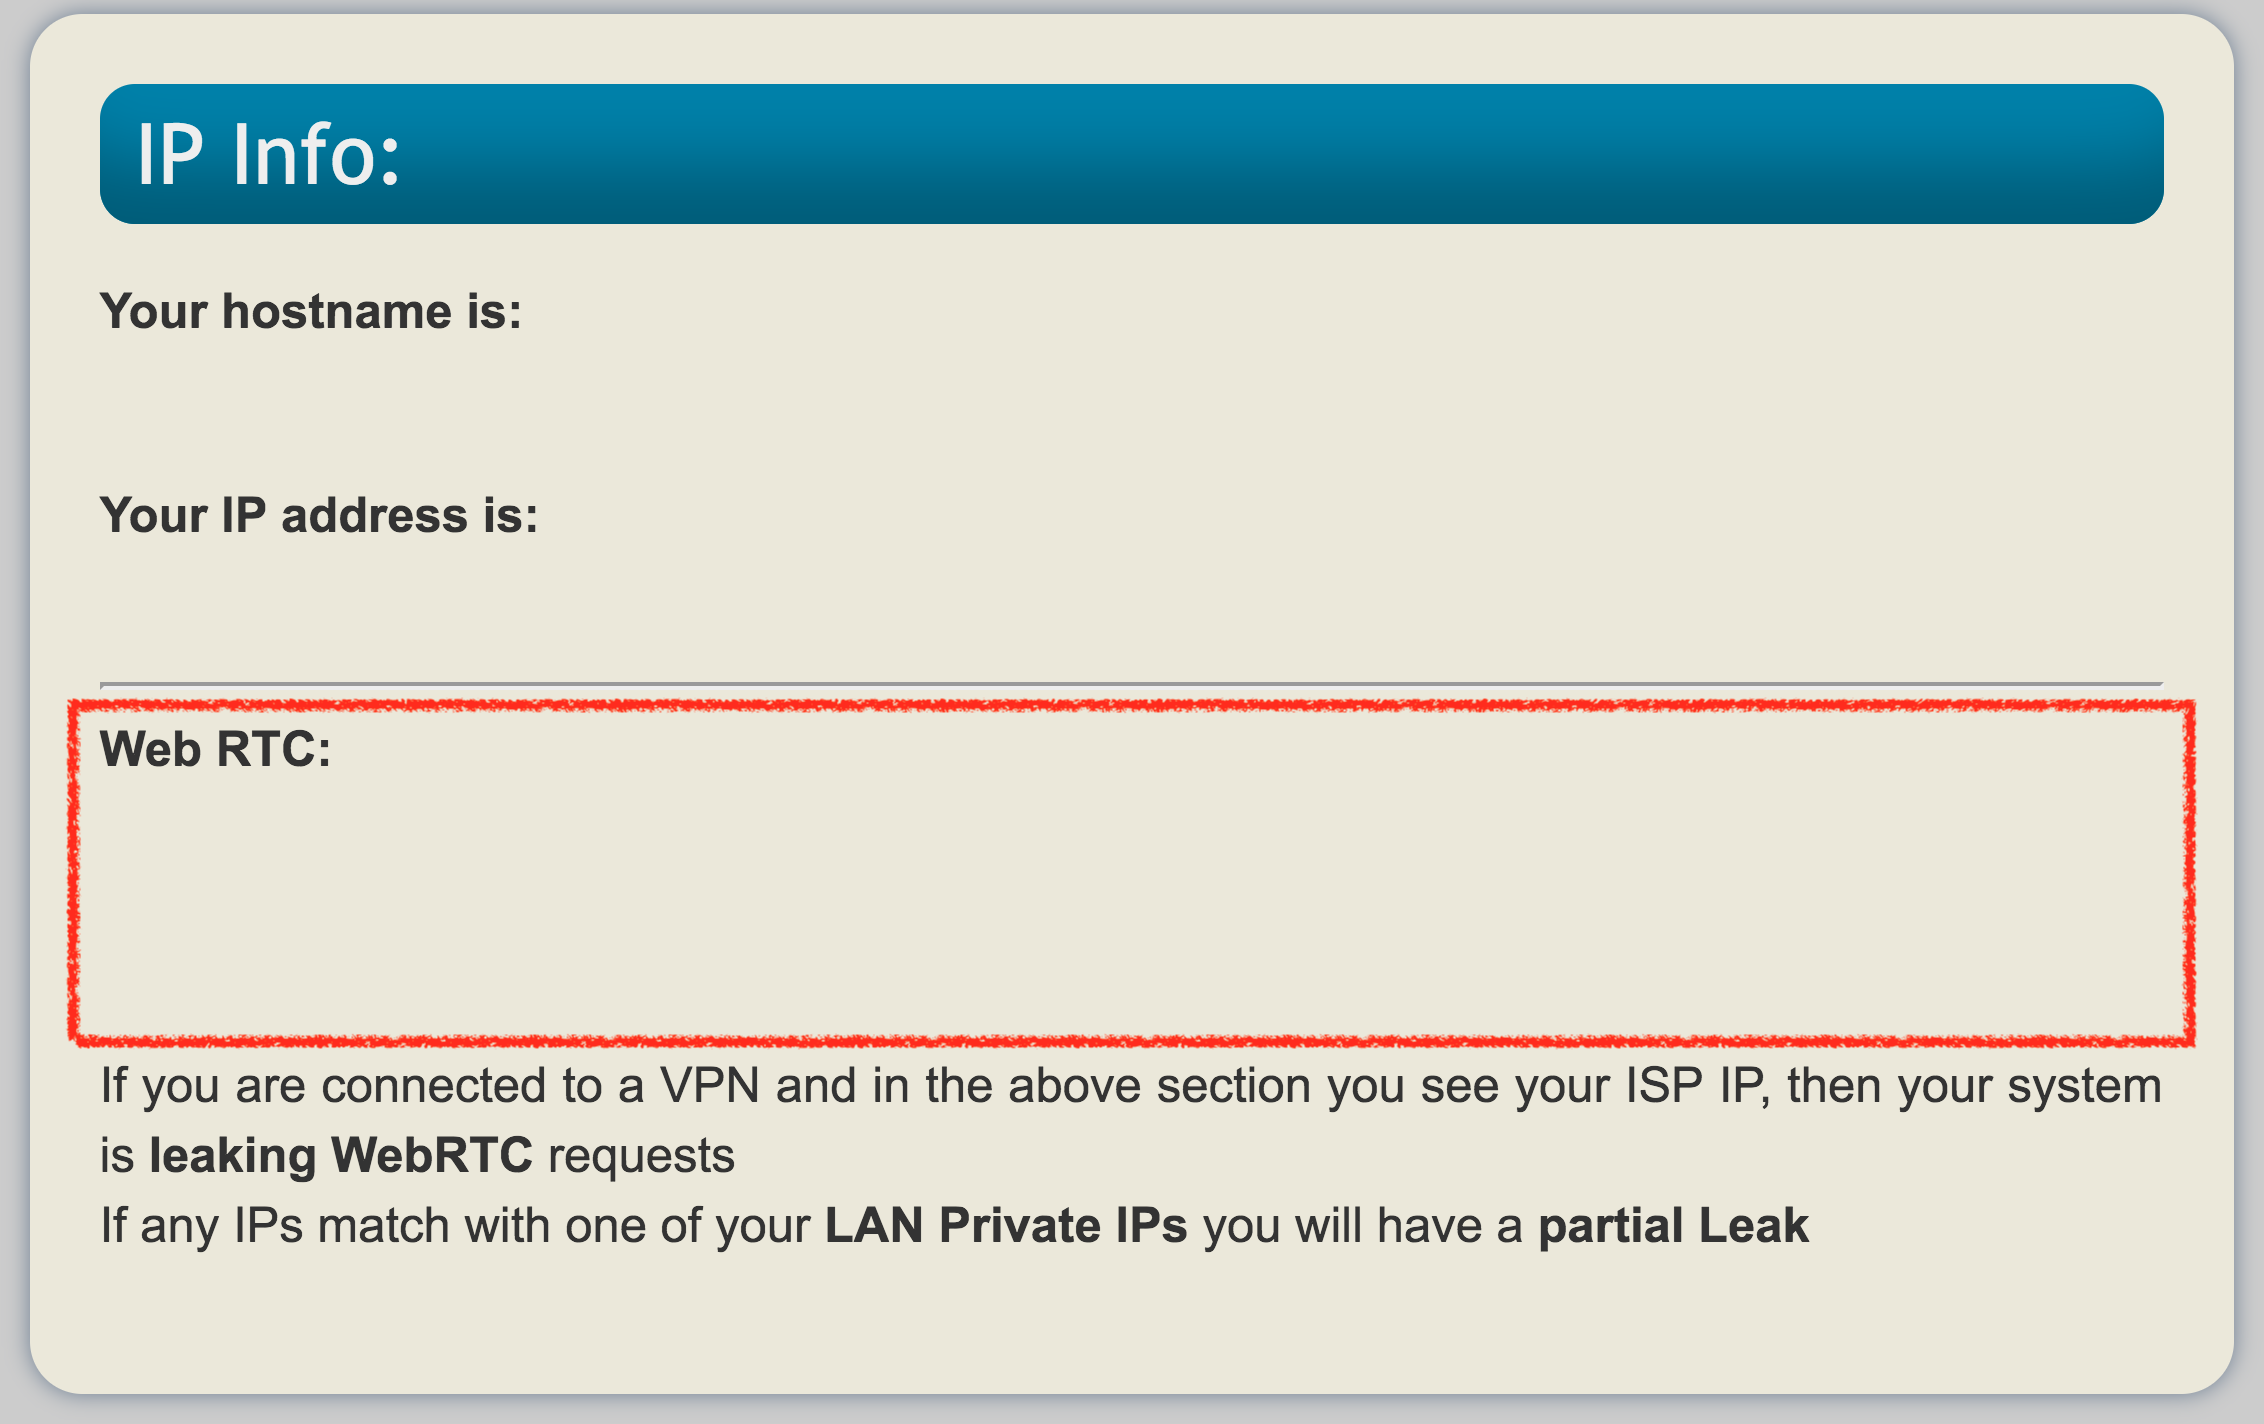 IP Info:
Your hostname is:
Your IP address is:
Web RTC:
If you are connected to a VPN and in the above section you see your ISP IP, then your system
is leaking WebRTC requests
If any IPs match with one of your LAN Private IPs you will have a partial Leak